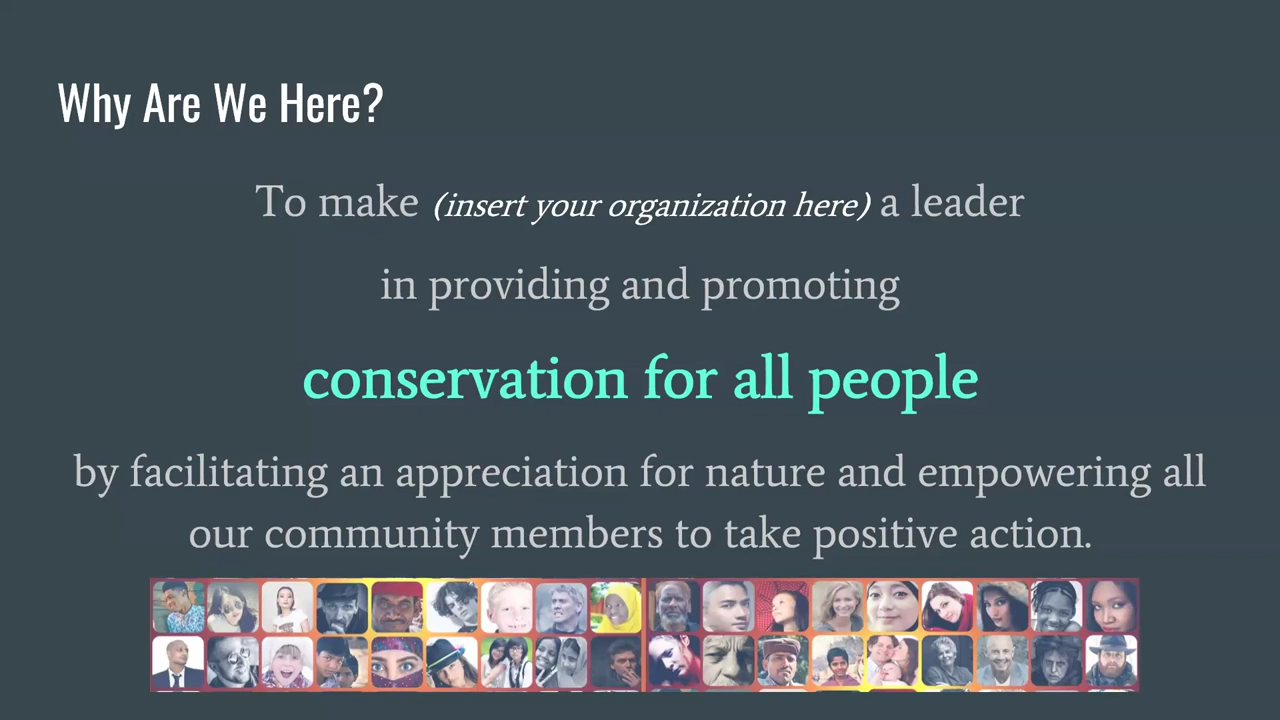 Why Are We Here?
To make (insert your organization here) a leader
in providing and promoting
conservation for all people
by facilitating an appreciation for nature and empowering all
our community members to take positive action.